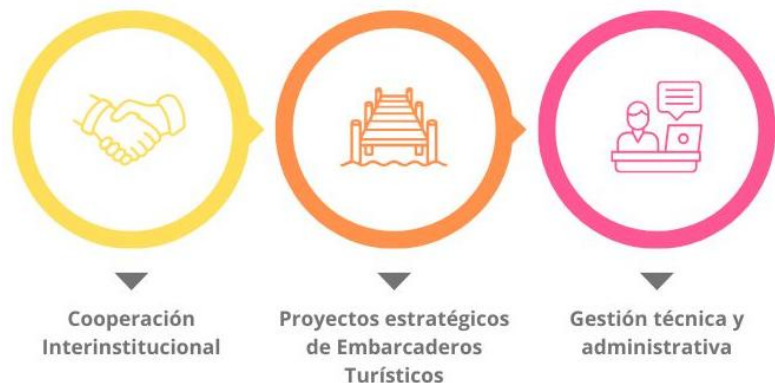 Cooperación
Interinstitucional
Proyectos estratégicos
de Embarcaderos
Turísticos
Gestión técnica y
administrativa